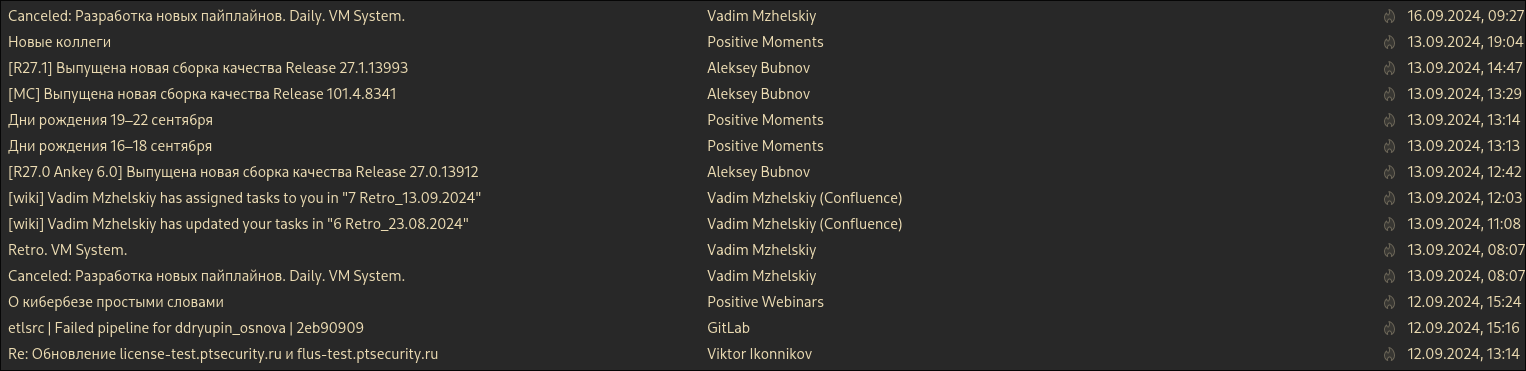 Canceled: Разработка новых пайплайнов. Daily. VM System. Vadim Mzhelskiy 16.09.2024, 09:27
Новые коллеги Positive Moments 13.09.2024, 19:04
[R27.1] Выпущена новая сборка качества Release 27.1.13993 Aleksey Bubnov 13.09.2024, 14:47
[MC] Выпущена новая сборка качества Release 101.4.8341 Aleksey Bubnov 13.09.2024, 13:29
Дни рождения 19–22 сентября Positive Moments 13.09.2024, 13:14
Дни рождения 16–18 сентября Positive Moments 13.09.2024, 13:13
[R27.0 Ankey 6.0] Выпущена новая сборка качества Release 27.0.13912 Aleksey Bubnov 13.09.2024, 12:42
[wiki] Vadim Mzhelskiy has assigned tasks to you in "7 Retro_13.09.2024" Vadim Mzhelskiy (Confluence) 13.09.2024, 12:03
[wiki] Vadim Mzhelskiy has updated your tasks in "6 Retro_23.08.2024" Vadim Mzhelskiy (Confluence) 13.09.2024, 11:08
Retro. VM System. Vadim Mzhelskiy 13.09.2024, 08:07
Canceled: Разработка новых пайплайнов. Daily. VM System. Vadim Mzhelskiy 13.09.2024, 08:07
О кибербезе простыми словами Positive Webinars 12.09.2024, 15:24
etlsrc | Failed pipeline for ddryupin_osnova | 2eb90909 GitLab 12.09.2024, 15:16
Re: Обновление license-test.ptsecurity.ru и flus-test.ptsecurity.ru Viktor Ikonnikov 12.09.2024, 13:14